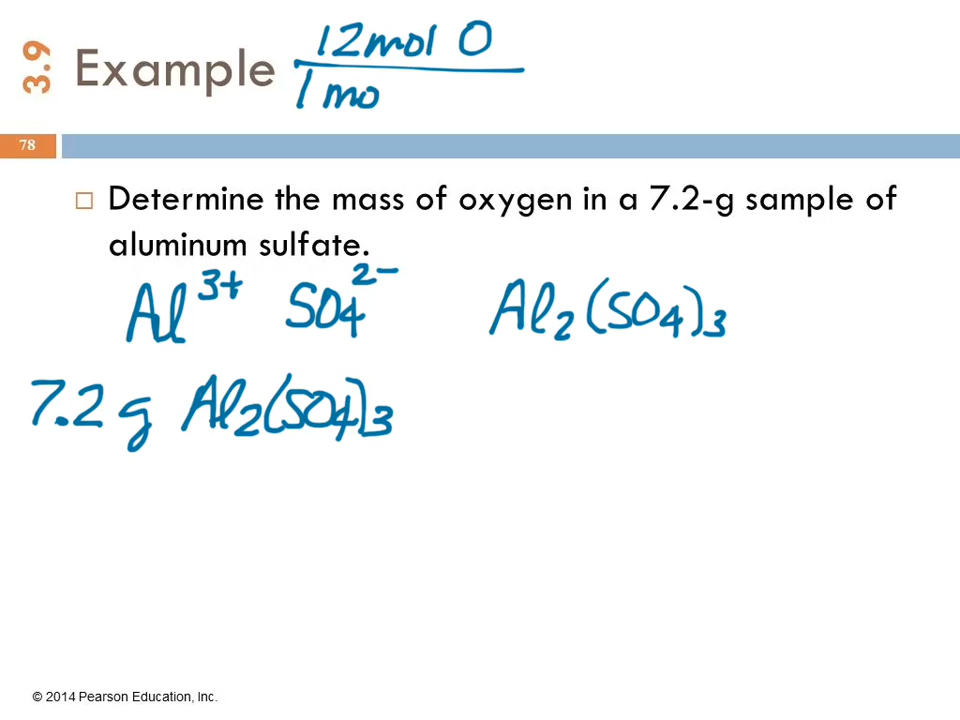 3.9
Example 12mol O
1 mo
78
Determine the mass of oxygen in a 7.2-g sample of
aluminum sulfate.
Al³⁺ SO₄²⁻ Al₂(SO₄)₃
7.2 g Al₂(SO₄)₃
© 2014 Pearson Education, Inc.